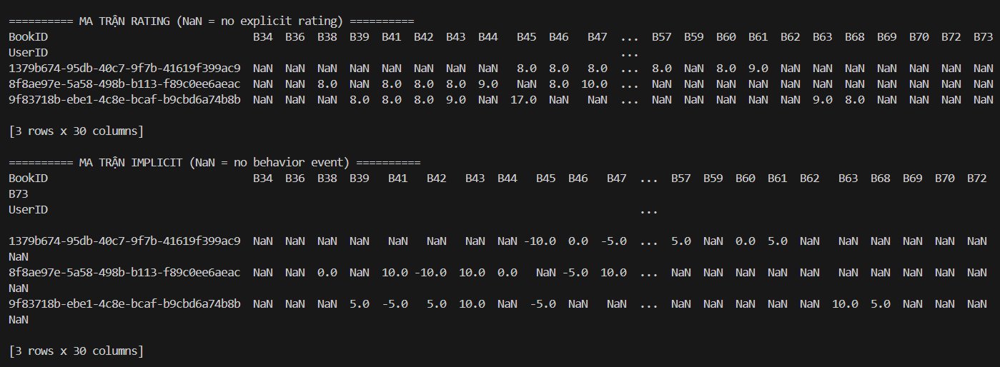 ========== MA TRẬN RATING (NaN = no explicit rating) ==========
BookID B34 B36 B38 B39 B41 B42 B43 B44 B45 B46 B47 ... B57 B59 B60 B61 B62 B63 B68 B69 B70 B72 B73
UserID ...
1379b674-95db-40c7-9f7b-41619f399ac9 NaN NaN NaN NaN NaN NaN NaN NaN 8.0 8.0 8.0 ... 8.0 NaN 8.0 9.0 NaN NaN NaN NaN NaN NaN NaN
8f8ae97e-5a58-498b-b113-f89c0ee6aeac NaN NaN 8.0 NaN 8.0 8.0 8.0 9.0 NaN 8.0 10.0 ... NaN NaN NaN NaN NaN NaN NaN NaN NaN NaN NaN
9f83718b-ebe1-4c8e-bcaf-b9cbd6a74b8b NaN NaN NaN 8.0 8.0 8.0 9.0 NaN 17.0 NaN NaN ... NaN NaN NaN NaN NaN 9.0 8.0 NaN NaN NaN NaN
[3 rows x 30 columns]
========== MA TRẬN IMPLICIT (NaN = no behavior event) ==========
BookID B34 B36 B38 B39 B41 B42 B43 B44 B45 B46 B47 ... B57 B59 B60 B61 B62 B63 B68 B69 B70 B72
B73
UserID ...
1379b674-95db-40c7-9f7b-41619f399ac9 NaN NaN NaN NaN NaN NaN NaN NaN -10.0 0.0 -5.0 ... 5.0 NaN 0.0 5.0 NaN NaN NaN NaN NaN NaN
NaN
8f8ae97e-5a58-498b-b113-f89c0ee6aeac NaN NaN 0.0 NaN 10.0 -10.0 10.0 0.0 NaN -5.0 10.0 ... NaN NaN NaN NaN NaN NaN NaN NaN NaN NaN
NaN
9f83718b-ebe1-4c8e-bcaf-b9cbd6a74b8b NaN NaN NaN 5.0 -5.0 5.0 10.0 NaN -5.0 NaN NaN ... NaN NaN NaN NaN NaN 10.0 5.0 NaN NaN NaN
NaN
[3 rows x 30 columns]